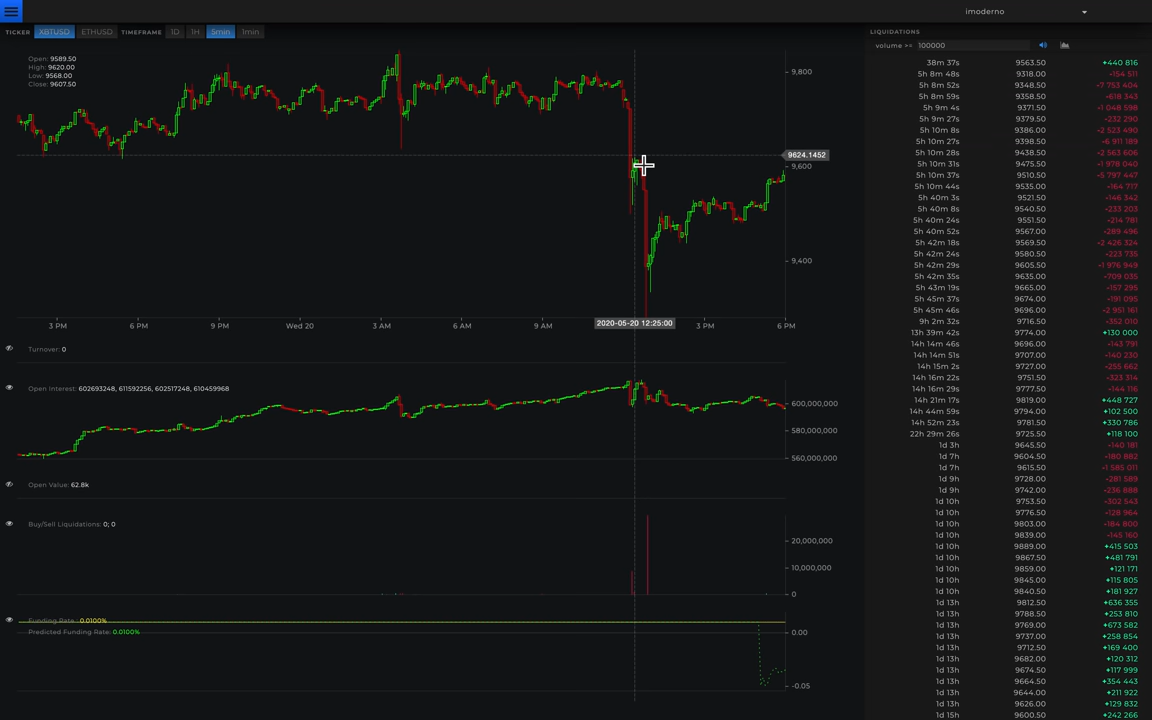 imoderno
TICKER XBTUSD ETHUSD TIMEFRAME 1D 1H 5min 1min
Open: 9589.50
High: 9620.00
Low: 9568.00
Close: 9607.50
9,800
9624.1452
9,600
9,400
3 PM 6 PM 9 PM Wed 20 3 AM 6 AM 9 AM 2020-05-20 12:25:00 3 PM 6 PM
Turnover: 0
Open Interest: 602693248, 611592256, 602517248, 610459968
600,000,000
580,000,000
560,000,000
Open Value: 62.8k
Buy/Sell Liquidations: 0; 0
20,000,000
10,000,000
0
Funding Rate: 0.0100%
Predicted Funding Rate: 0.0100%
0.00
-0.05
LIQUIDATIONS
volume >= 100000
38m 37s 9563.50 +440 816
5h 8m 48s 9318.00 -154 511
5h 8m 52s 9348.50 -7 753 404
5h 8m 59s 9358.50 -618 343
5h 9m 4s 9371.50 -1 048 598
5h 9m 27s 9379.50 -232 290
5h 10m 8s 9386.00 -2 523 490
5h 10m 27s 9398.50 -6 911 189
5h 10m 28s 9438.50 -2 563 606
5h 10m 31s 9475.50 -1 978 040
5h 10m 37s 9510.50 -5 797 447
5h 10m 44s 9535.00 -164 717
5h 40m 3s 9521.50 -146 342
5h 40m 8s 9540.50 -233 203
5h 40m 24s 9551.50 -214 781
5h 40m 52s 9567.00 -289 496
5h 42m 18s 9569.50 -2 426 324
5h 42m 24s 9580.50 -223 735
5h 42m 29s 9605.50 -1 976 949
5h 42m 35s 9635.00 -709 035
5h 43m 19s 9665.00 -157 295
5h 45m 37s 9674.00 -191 095
5h 45m 46s 9696.00 -2 951 161
9h 2m 32s 9716.50 -352 010
13h 39m 42s 9774.00 +130 000
14h 14m 46s 9696.00 -143 791
14h 14m 51s 9707.00 -140 230
14h 15m 2s 9727.00 -255 662
14h 16m 22s 9751.50 -323 314
14h 16m 29s 9777.50 -144 116
14h 21m 17s 9819.00 +448 727
14h 44m 59s 9794.00 +102 500
14h 52m 23s 9781.50 +330 786
22h 29m 26s 9725.50 +118 100
1d 3h 9645.50 -140 181
1d 7h 9604.50 -180 882
1d 7h 9615.50 -1 585 011
1d 9h 9728.00 -281 589
1d 9h 9742.00 -236 888
1d 10h 9753.50 -302 543
1d 10h 9776.50 -128 964
1d 10h 9803.00 -184 800
1d 10h 9839.00 -145 160
1d 10h 9889.00 +415 503
1d 10h 9867.50 +481 791
1d 10h 9859.00 +121 171
1d 10h 9845.00 +115 805
1d 10h 9840.50 +181 927
1d 13h 9812.50 +636 355
1d 13h 9788.50 +253 810
1d 13h 9769.00 +673 582
1d 13h 9737.00 +258 854
1d 13h 9712.50 +169 400
1d 13h 9682.00 +120 312
1d 13h 9674.50 +117 999
1d 13h 9664.50 +354 443
1d 13h 9644.00 +211 922
1d 13h 9626.00 +129 832
1d 15h 9600.50 +242 266